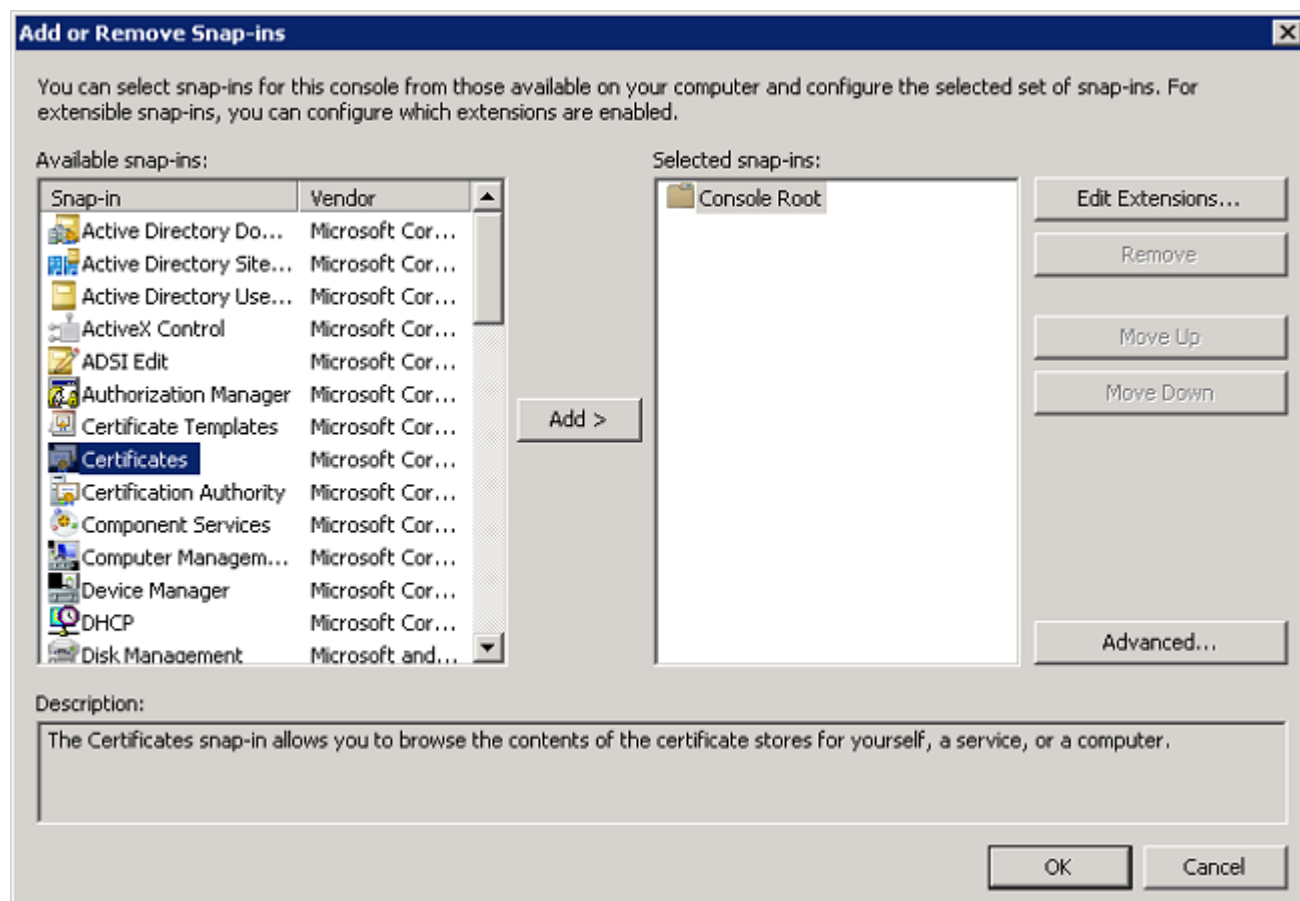 Add or Remove Snap-ins
You can select snap-ins for this console from those available on your computer and configure the selected set of snap-ins. For
extensible snap-ins, you can configure which extensions are enabled.
Available snap-ins:
Selected snap-ins:
Snap-in Vendor
Active Directory Do... Microsoft Cor...
Active Directory Site... Microsoft Cor...
Active Directory Use... Microsoft Cor...
ActiveX Control Microsoft Cor...
ADSI Edit Microsoft Cor...
Authorization Manager Microsoft Cor...
Certificate Templates Microsoft Cor...
Certificates Microsoft Cor...
Certification Authority Microsoft Cor...
Component Services Microsoft Cor...
Computer Managem... Microsoft Cor...
Device Manager Microsoft Cor...
DHCP Microsoft Cor...
Disk Management Microsoft and...
Add >
Console Root
Edit Extensions...
Remove
Move Up
Move Down
Advanced...
Description:
The Certificates snap-in allows you to browse the contents of the certificate stores for yourself, a service, or a computer.
OK
Cancel